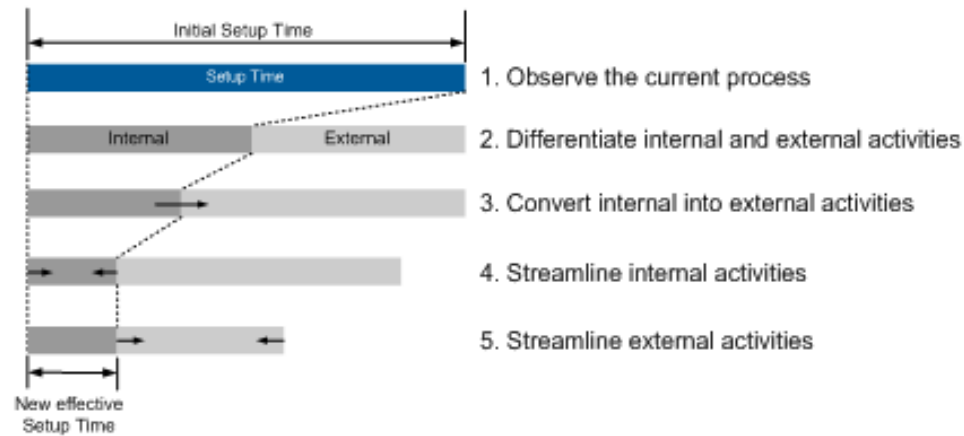 Initial Setup Time
Setup Time
1. Observe the current process
Internal
External
2. Differentiate internal and external activities
3. Convert internal into external activities
4. Streamline internal activities
5. Streamline external activities
New effective
Setup Time